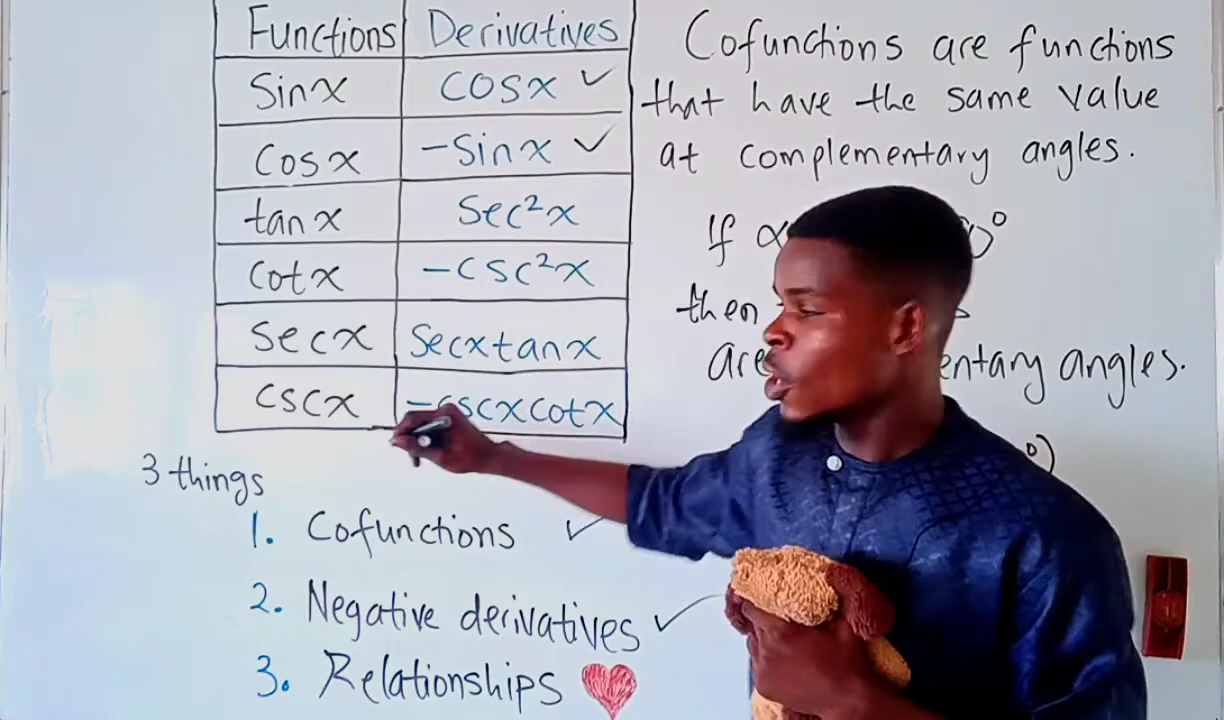 Functions Derivatives
Sinx COSx ✓
Cosx -Sinx ✓
tanx Sec²x
Cotx -CSC²x
Secx Secxtanx
CSCX -CSCXCotX
3 things
1. Cofunctions ✓
2. Negative derivatives ✓
3. Relationships
Cofunctions are functions
that have the same value
at complementary angles.
If
then
are angles.